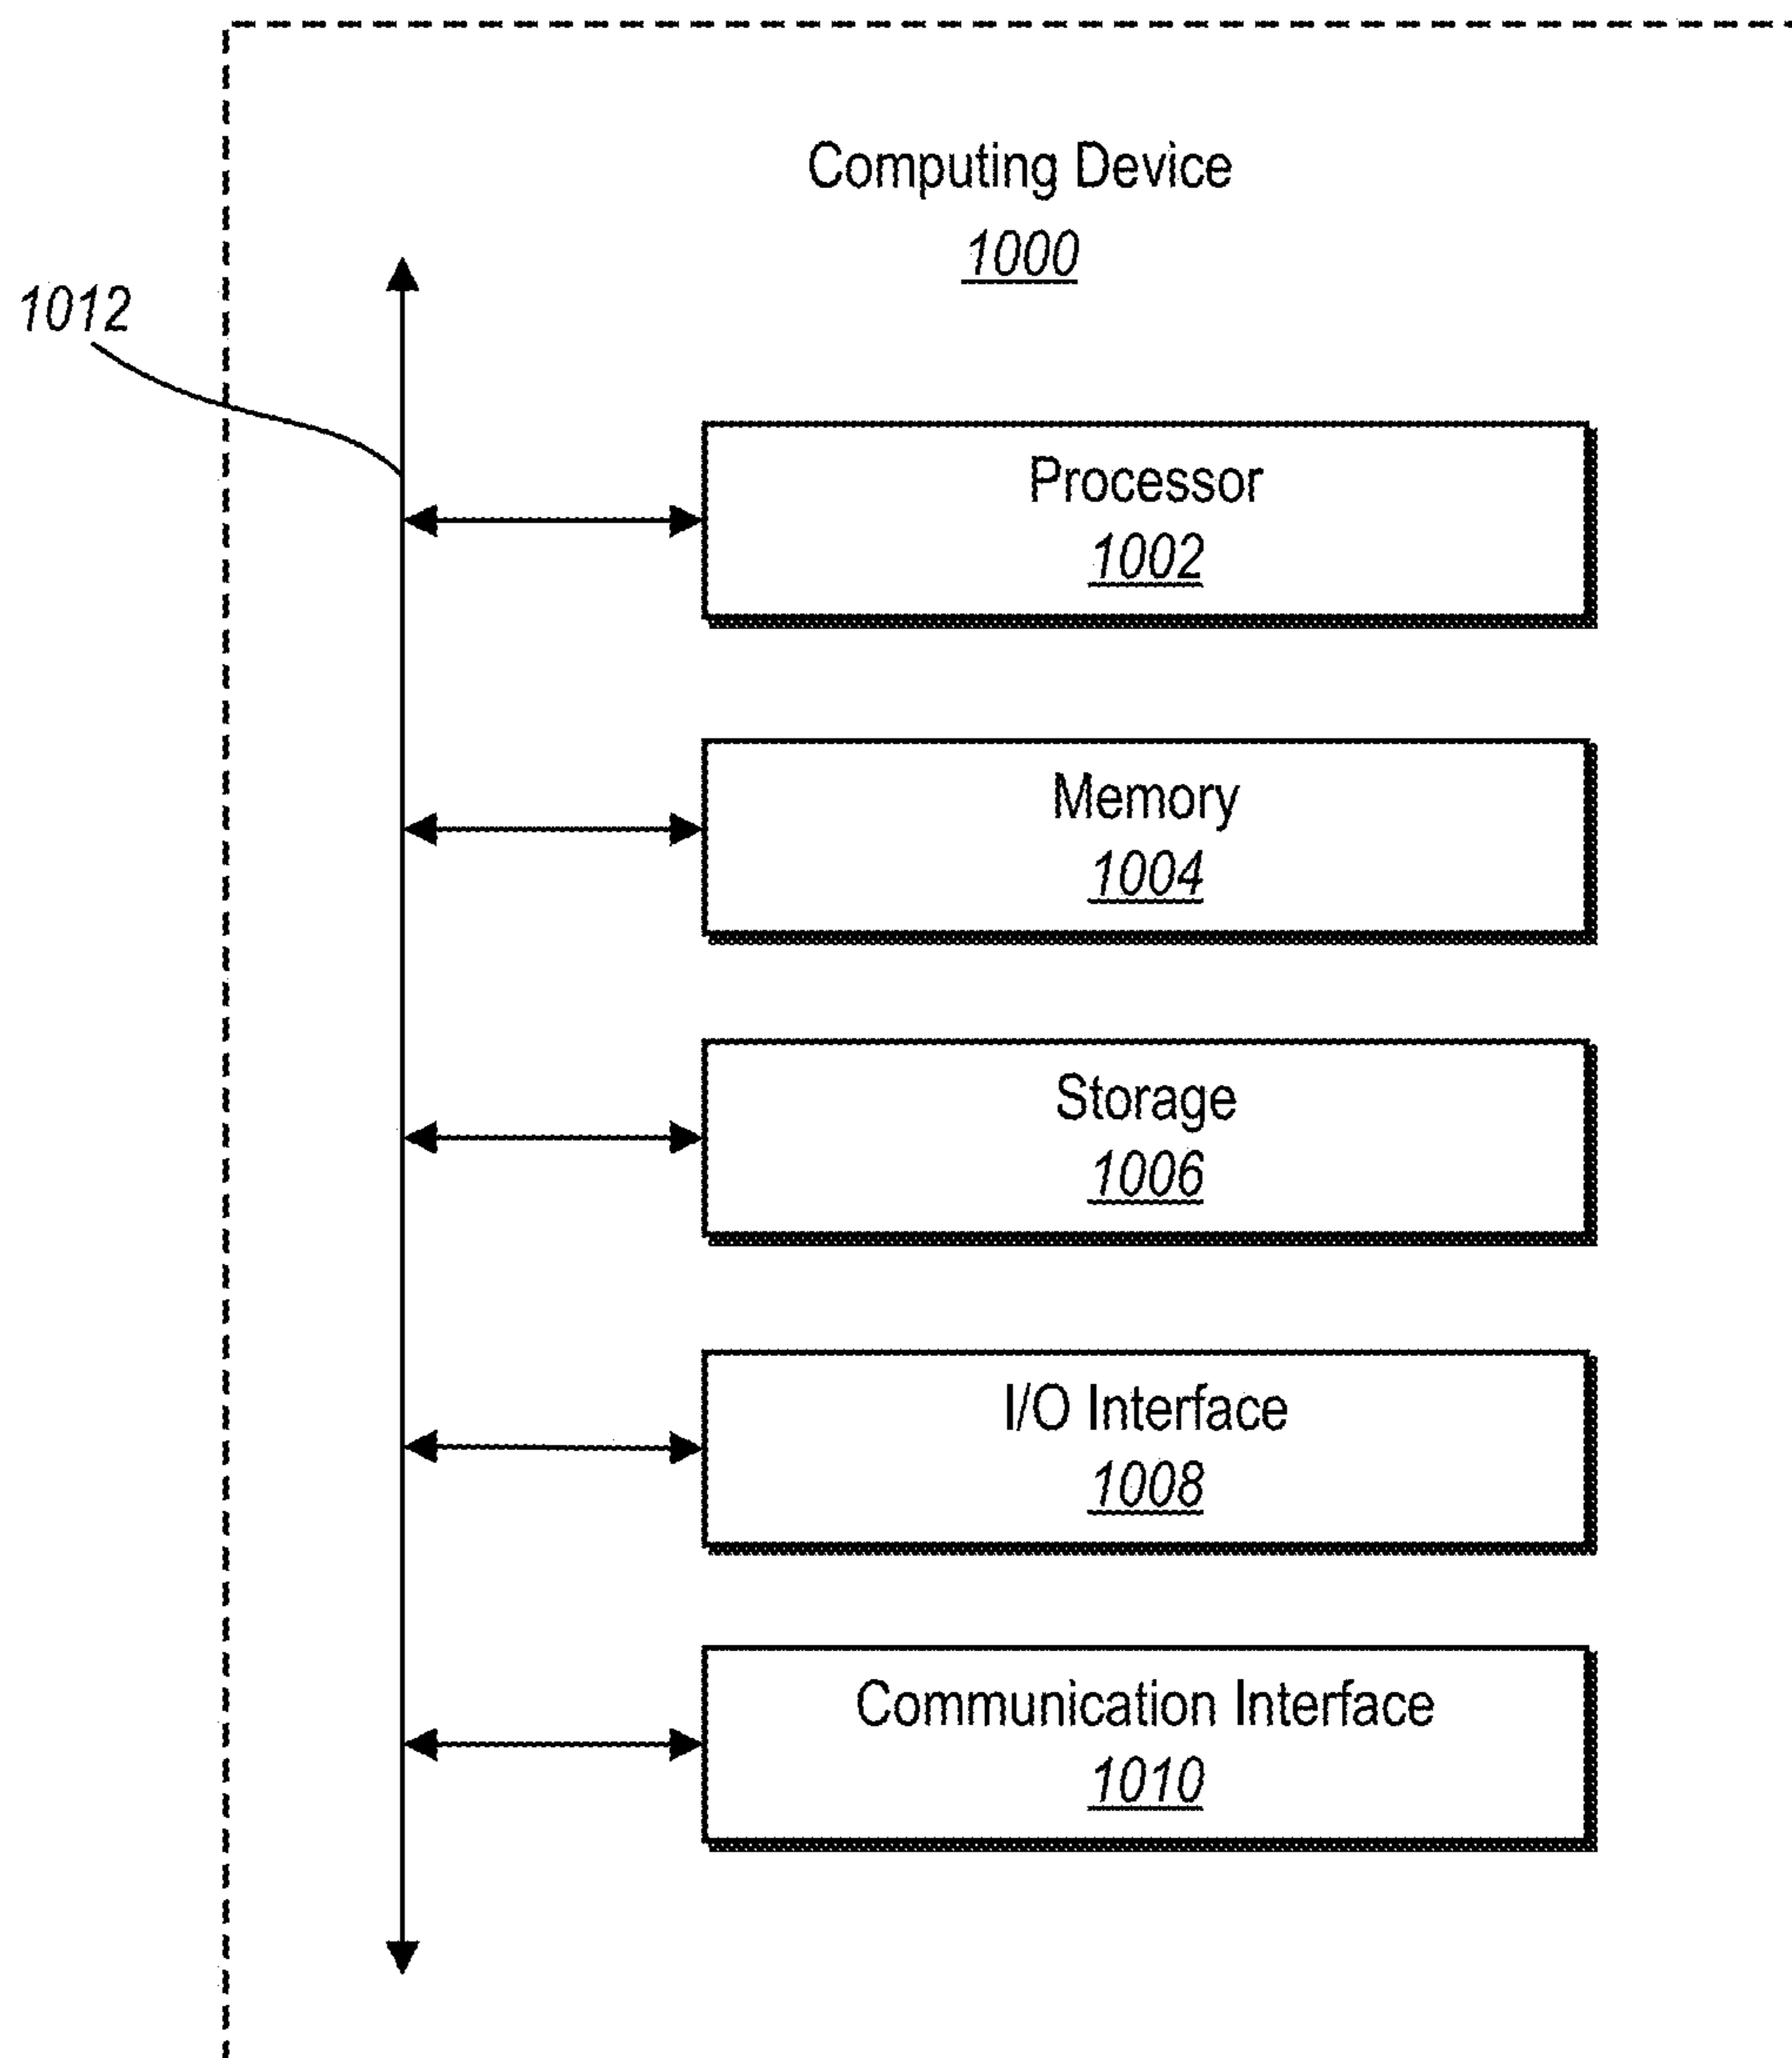 Computing Device
1000
1012
Processor
1002
Memory
1004
Storage
1006
I/O Interface
1008
Communication Interface
1010